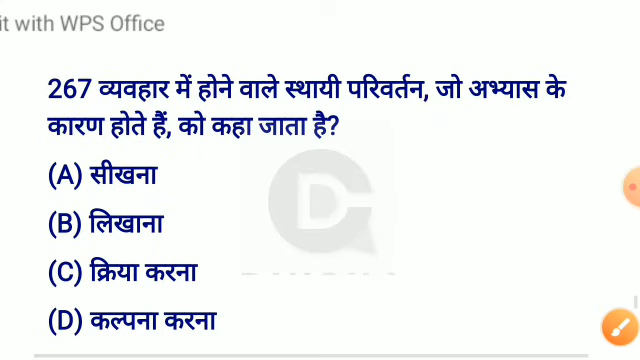 it with WPS Office
267 व्यवहार में होने वाले स्थायी परिवर्तन, जो अभ्यास के
कारण होते हैं, को कहा जाता है?
(A) सीखना
(B) लिखाना
(C) क्रिया करना
(D) कल्पना करना